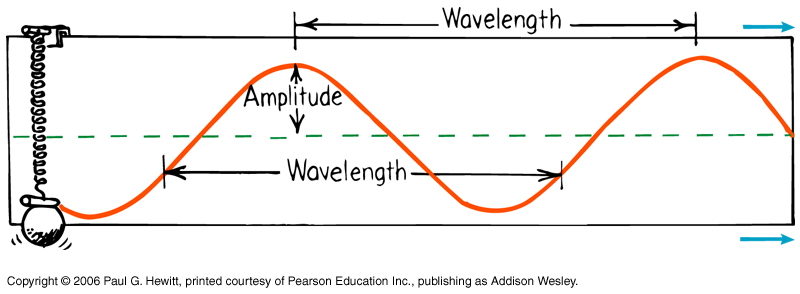 Wavelength
Amplitude
Wavelength
Copyright © 2006 Paul G. Hewitt, printed courtesy of Pearson Education Inc., publishing as Addison Wesley.